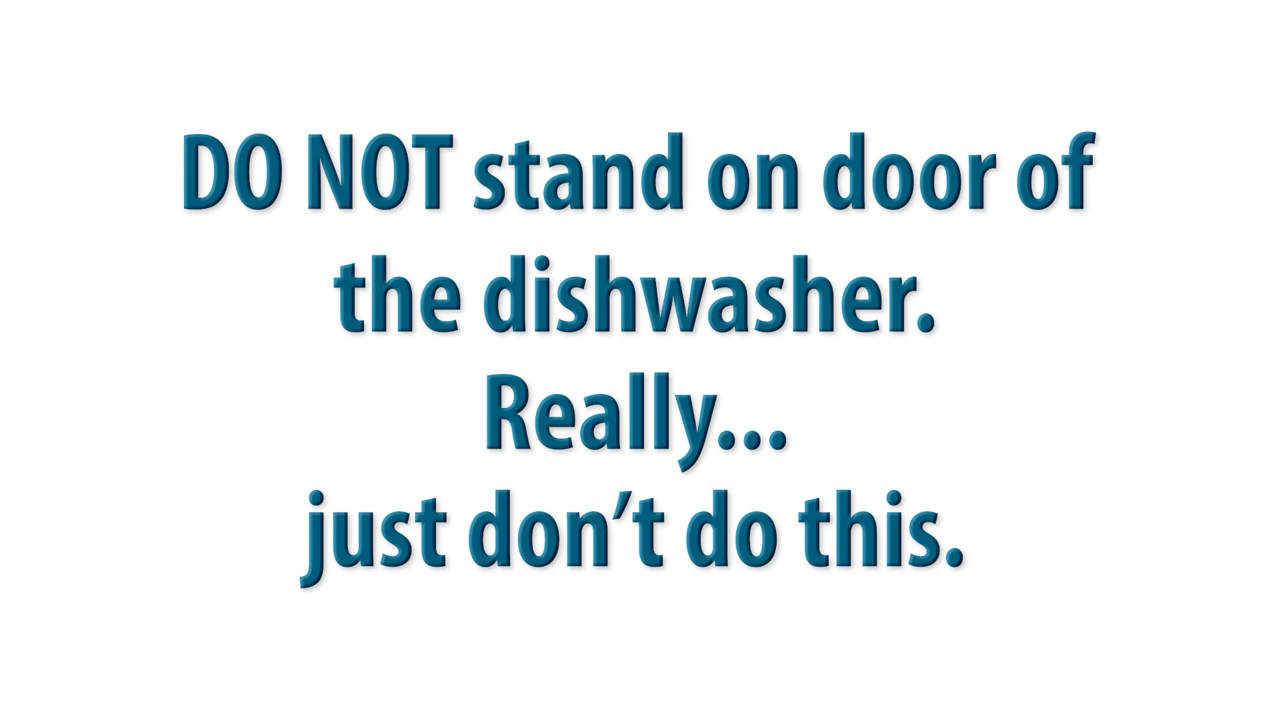 DO NOT stand on door of
the dishwasher.
Really...
just don’t do this.